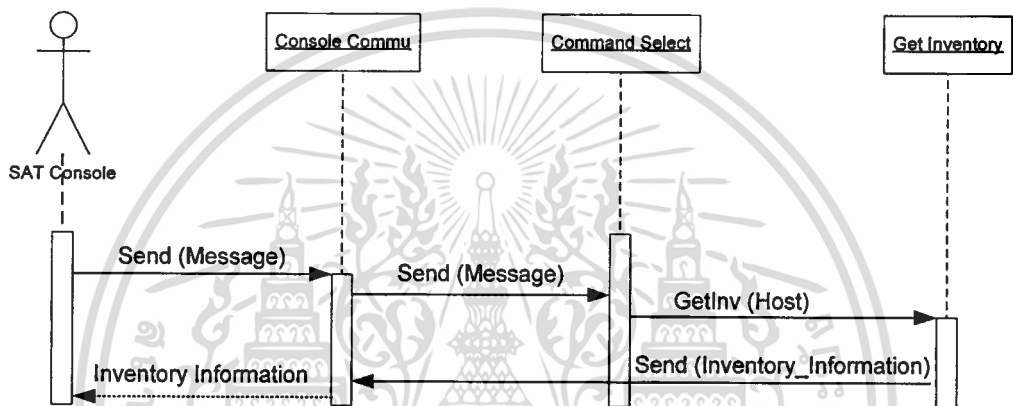 Console Commu
Command Select
Get Inventory
SAT Console
Send (Message)
Send (Message)
GetInv (Host)
Send (Inventory_Information)
Inventory Information